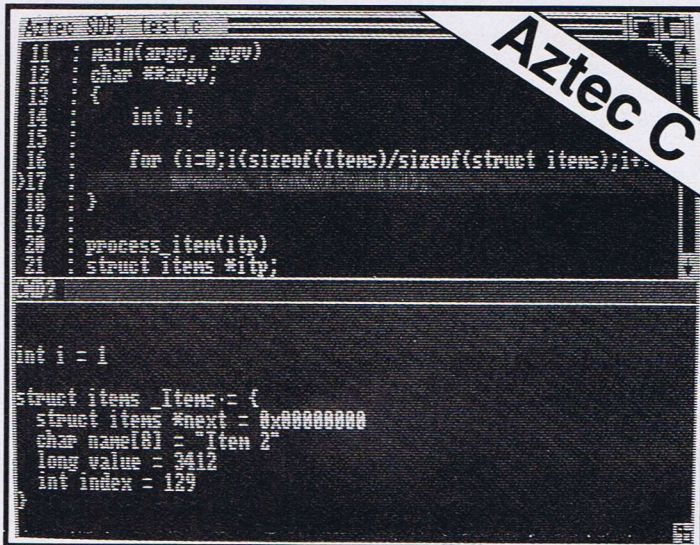 Aztec SDB: test.c
Aztec C
11 : main(argc, argv)
12 : char **argv;
13 : {
14 : int i;
15 :
16 : for (i=0;i(sizeof(Items)/sizeof(struct items);i+
>17 :
18 : }
19 :
20 : process_item(itp)
21 : struct items *itp;
CMD?
int i = 1
struct items _Items = {
struct items *next = 0x00000000
char name[8] = "Item 2"
long value = 3412
int index = 129
}